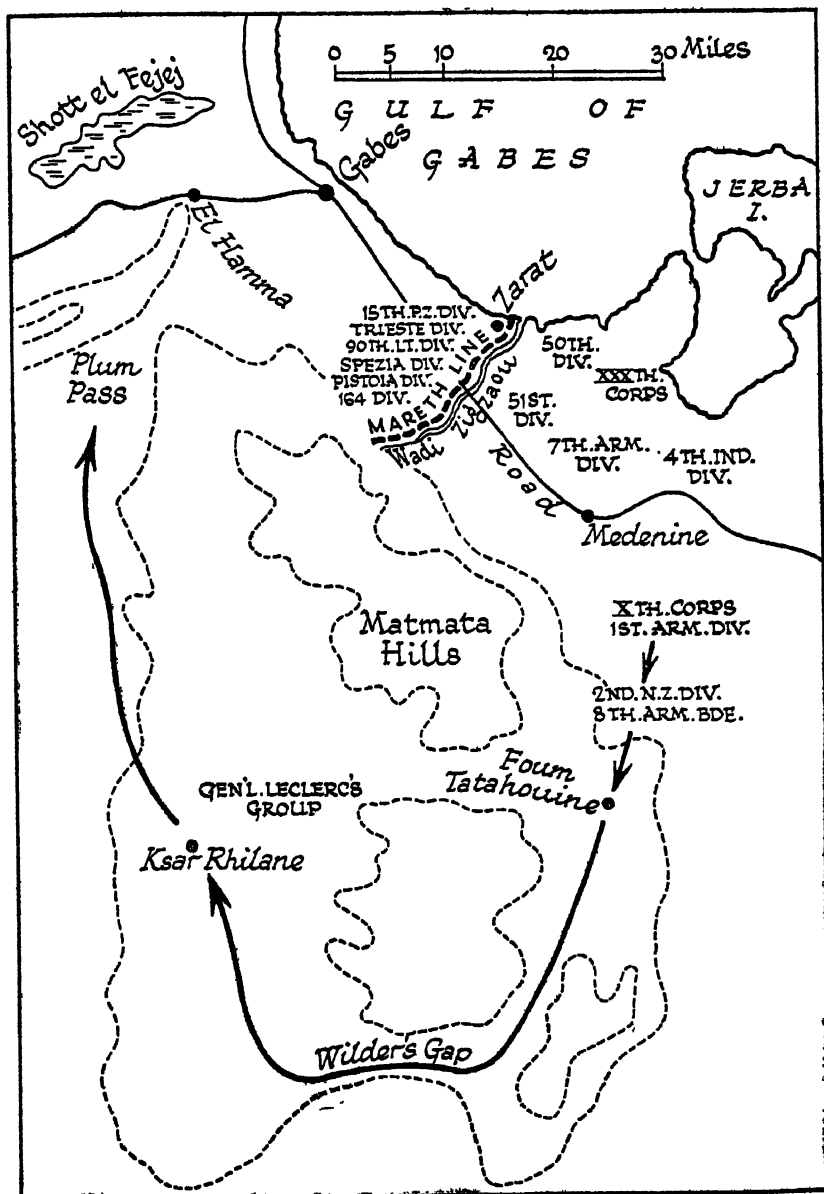 0 5 10 20 30 Miles
GULF OF
GABES
Shott el Fejej
Gabes
JERBA
I.
El Hamma
Zarat
15TH.PZ.DIV.
TRIESTE DIV.
90TH.LT.DIV.
SPEZIA DIV.
PISTOIA DIV.
164 DIV.
MARETH LINE
Wadi Zigzaou
50TH.
DIV.
XXXTH.
CORPS
51ST.
DIV.
7TH.ARM.
DIV.
4TH.IND.
DIV.
Road
Medenine
Plum
Pass
Matmata
Hills
XTH.CORPS
1ST.ARM.DIV.
2ND.N.Z.DIV.
8TH.ARM.BDE.
Foum
Tatahouine
GEN'L.LECLERC'S
GROUP
Ksar Rhilane
Wilder's Gap